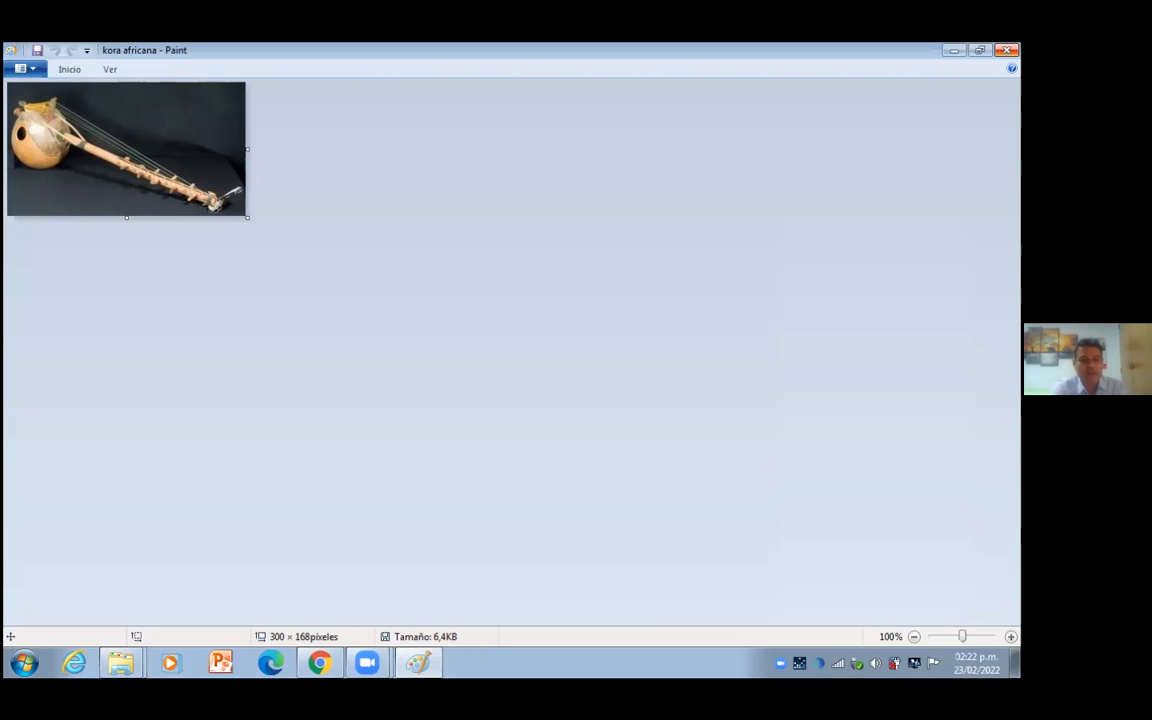 kora africana - Paint
Inicio
Ver
300 × 168píxeles
Tamaño: 6,4KB
100%
02:22 p.m.
23/02/2022